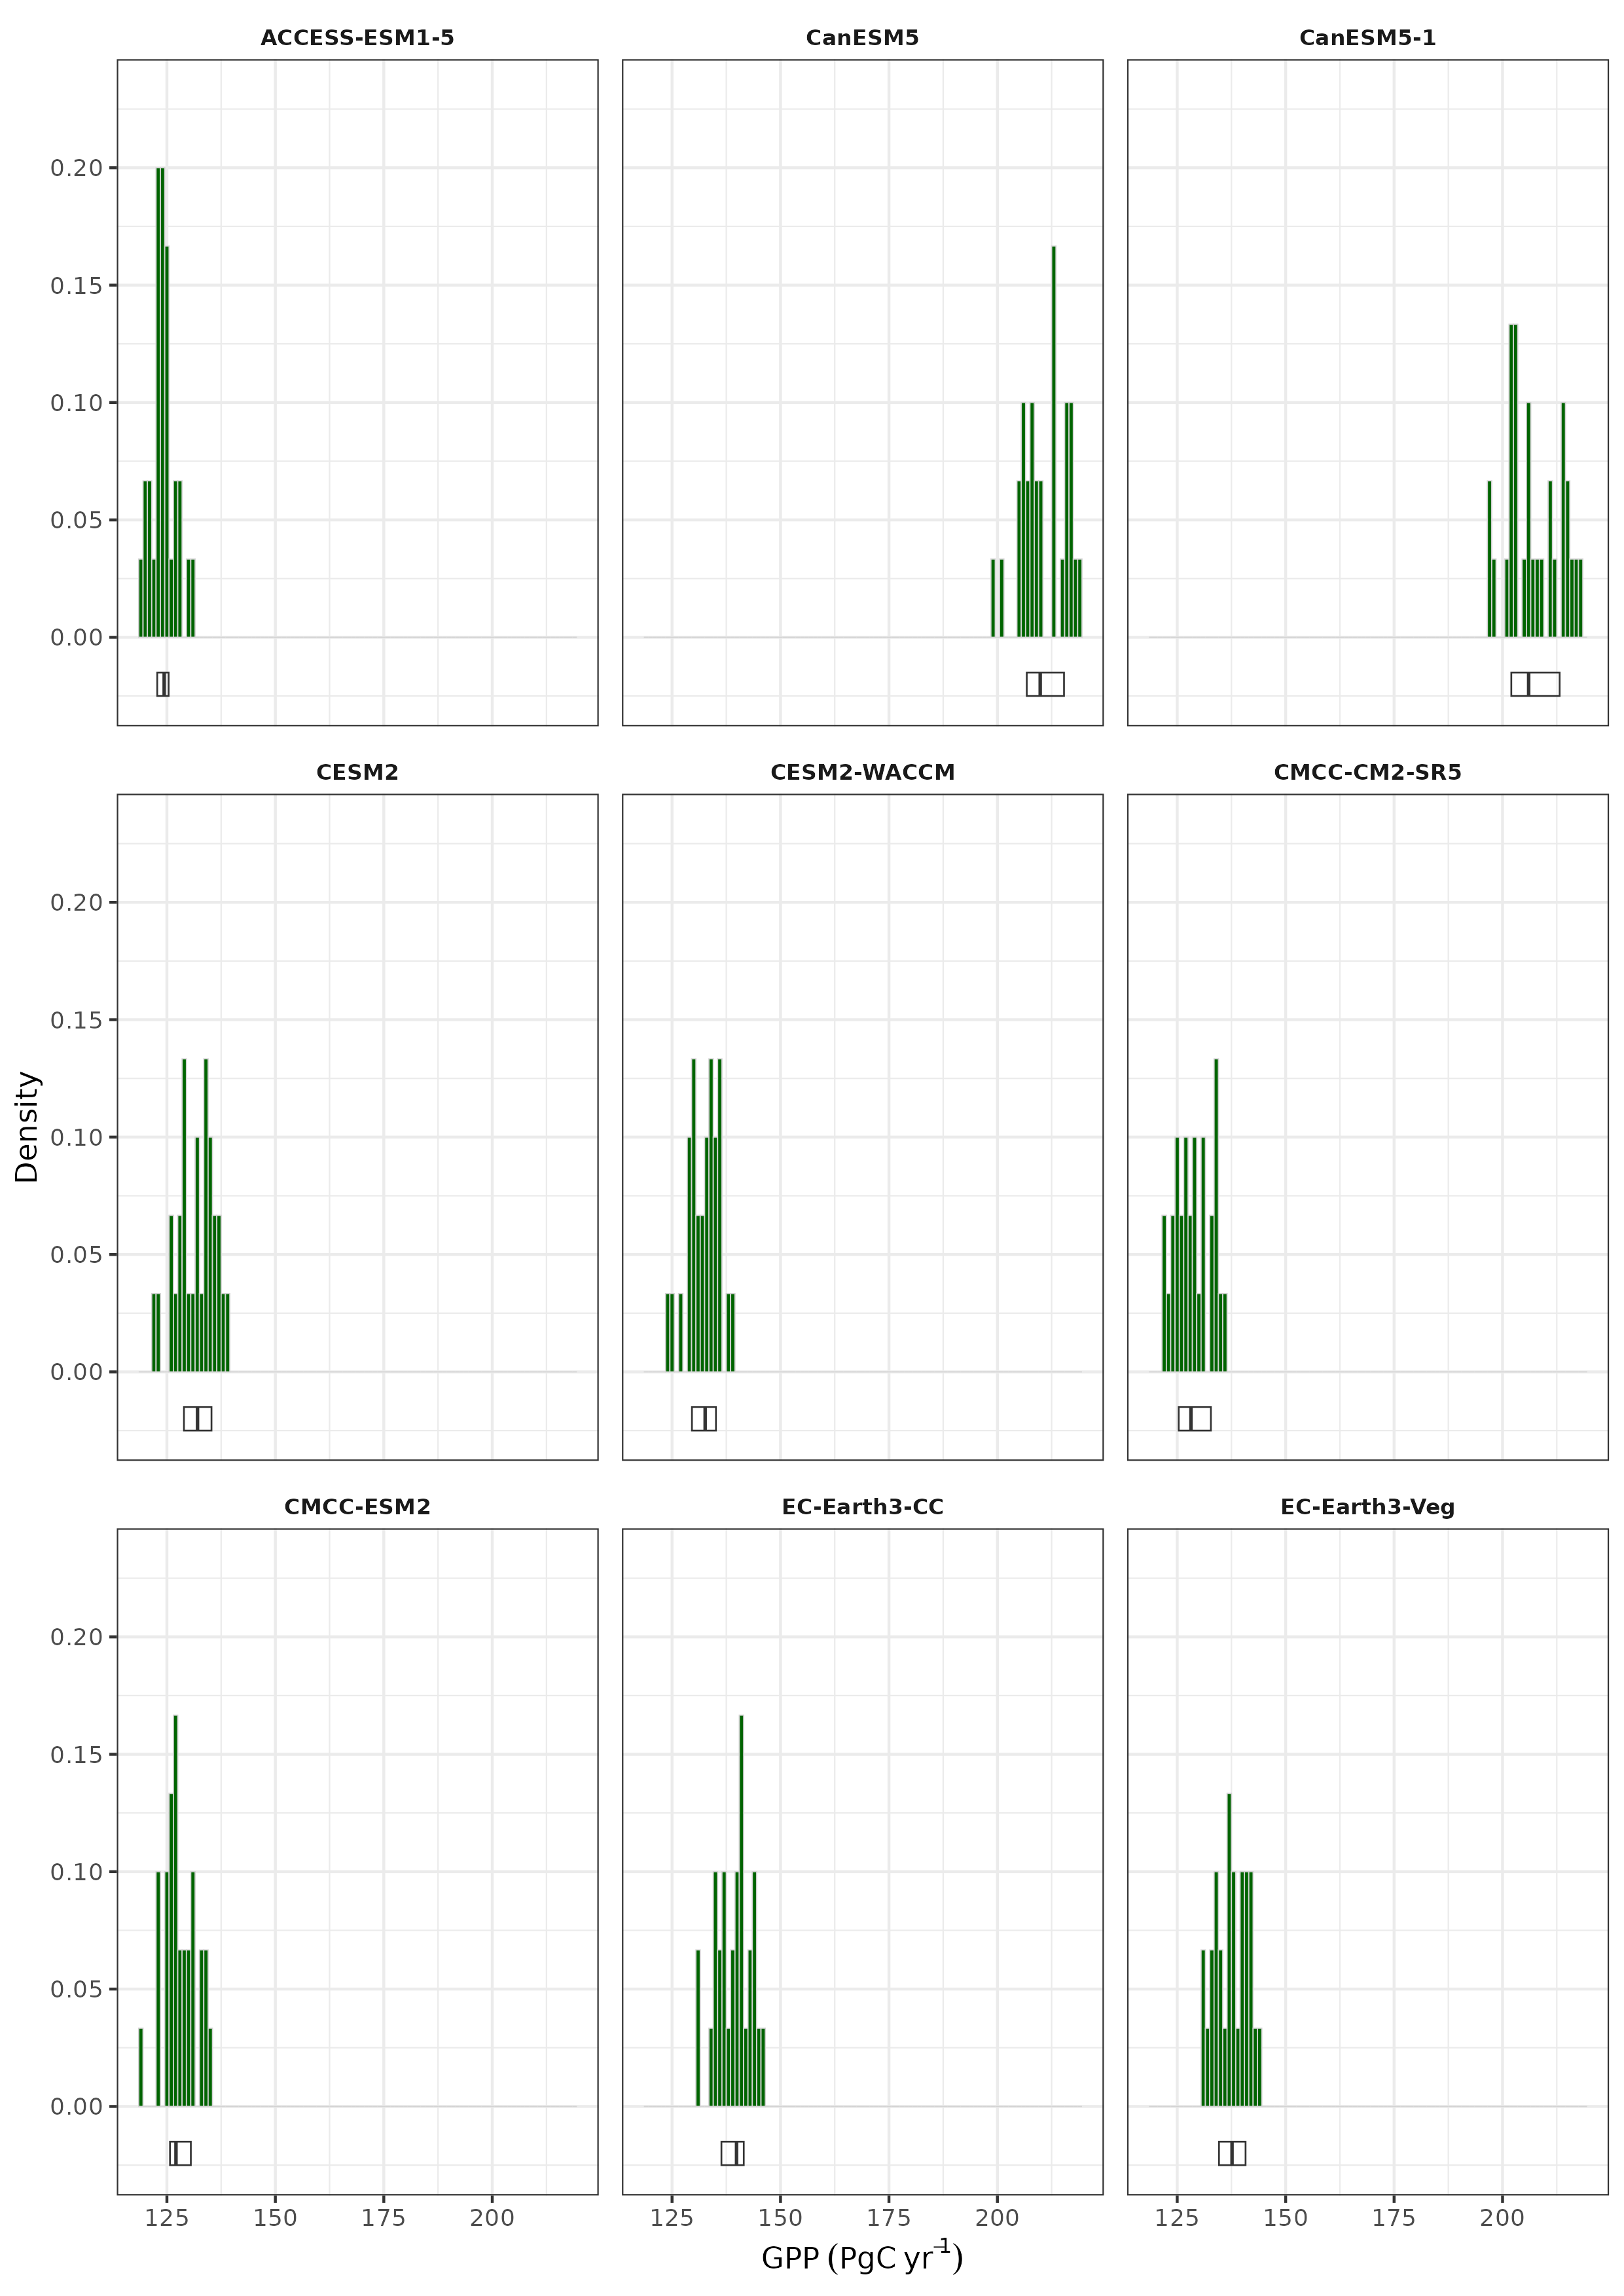 ACCESS-ESM1-5 CanESM5 CanESM5-1
0.20
0.15
0.10
0.05
0.00
CESM2 CESM2-WACCM CMCC-CM2-SR5
0.20
0.15
0.10
0.05
0.00
Density
CMCC-ESM2 EC-Earth3-CC EC-Earth3-Veg
0.20
0.15
0.10
0.05
0.00
125 150 175 200 125 150 175 200 125 150 175 200
GPP (PgC yr⁻¹)